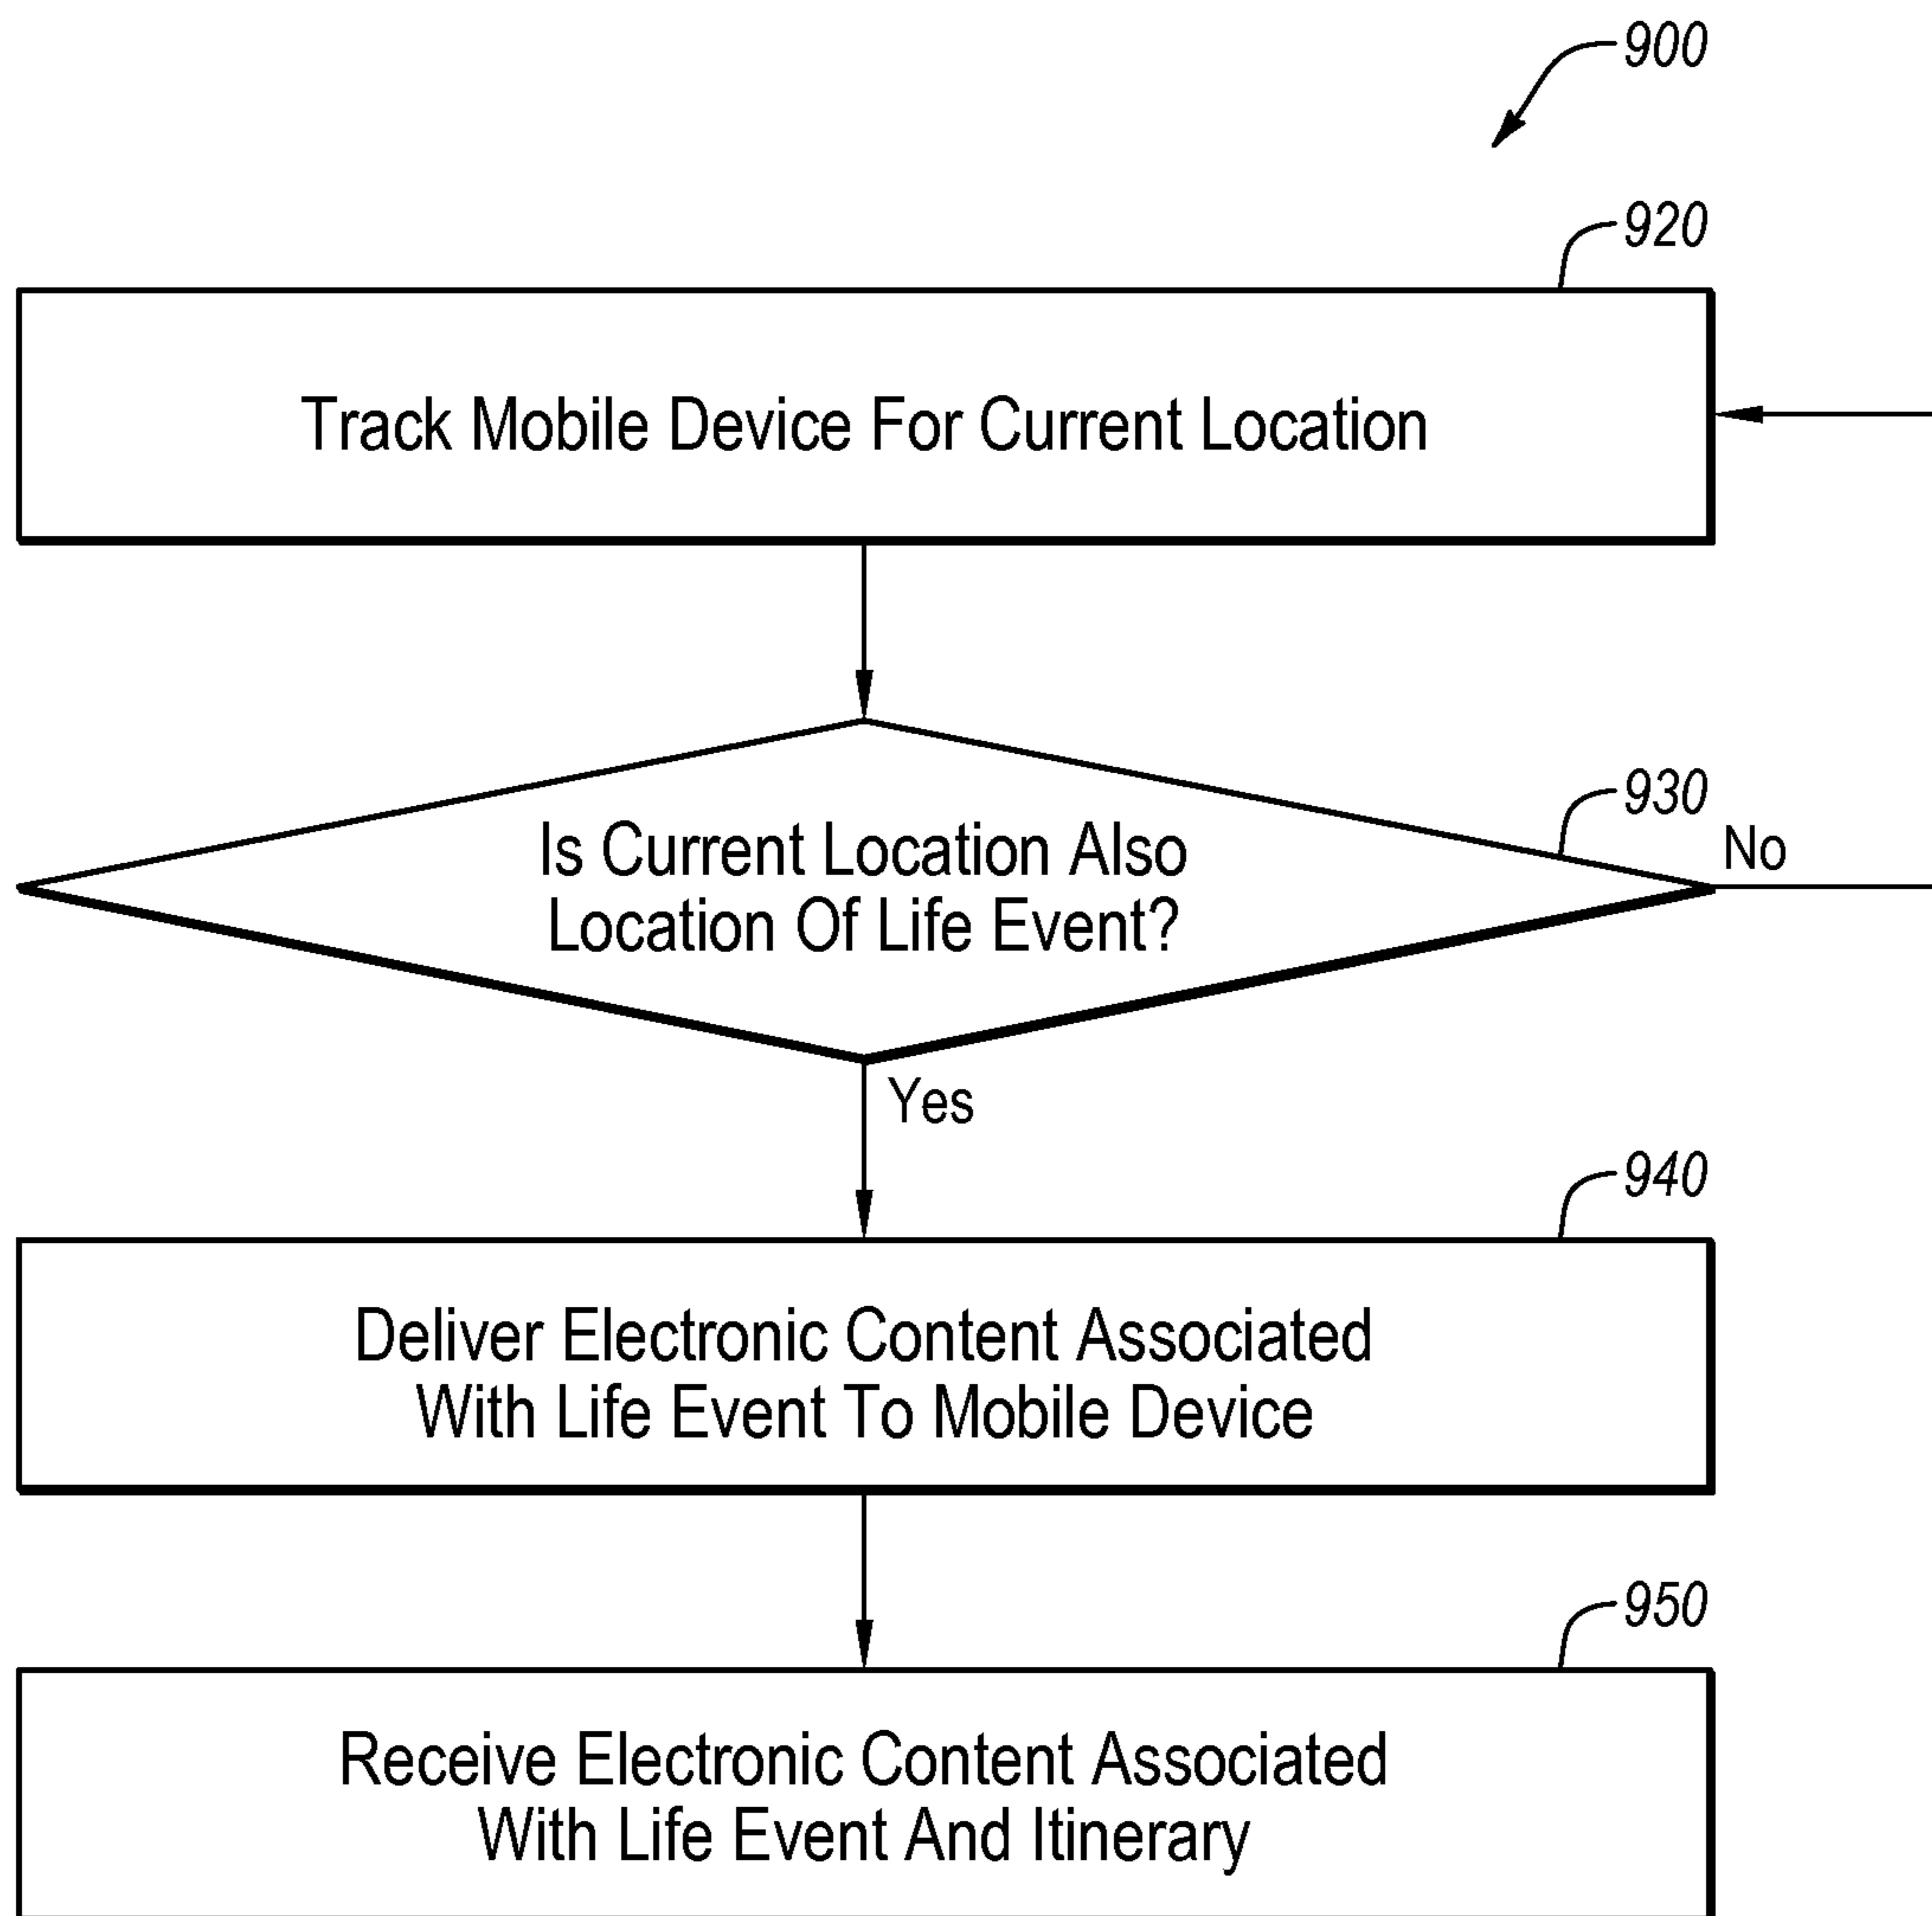 900
920
Track Mobile Device For Current Location
930
Is Current Location Also
Location Of Life Event?
No
Yes
940
Deliver Electronic Content Associated
With Life Event To Mobile Device
950
Receive Electronic Content Associated
With Life Event And Itinerary